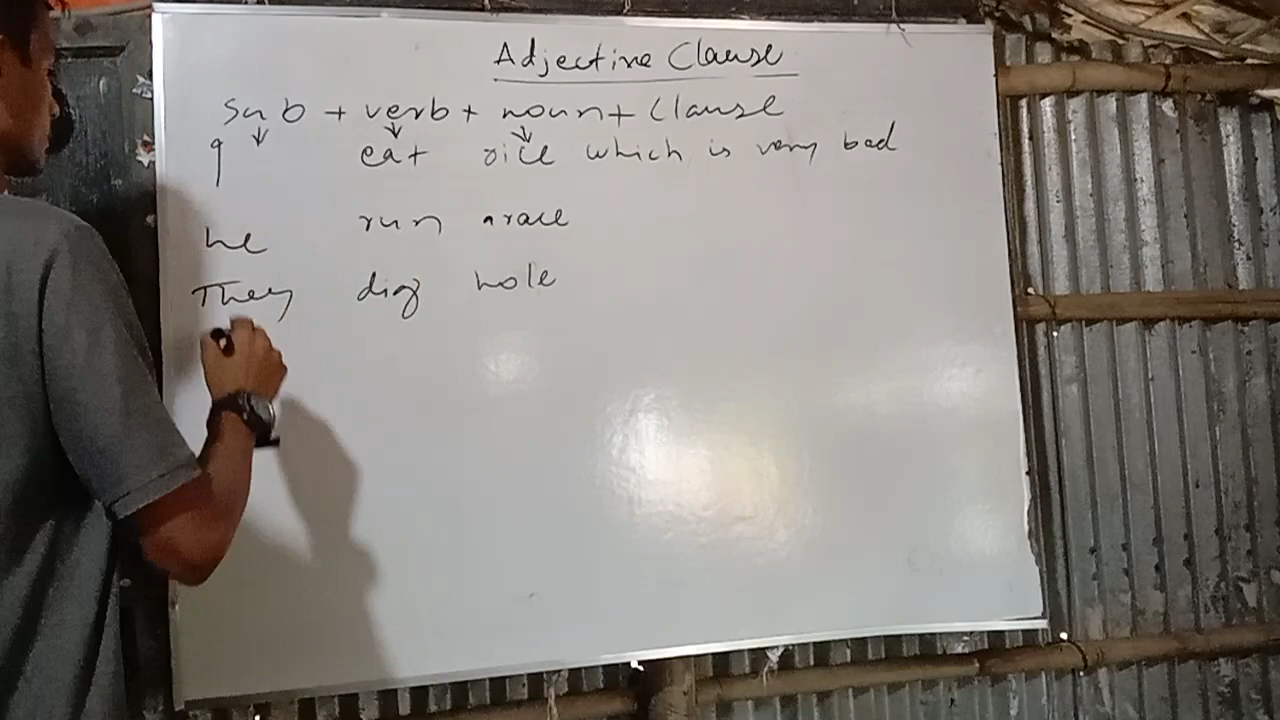 Adjective Clause
Sub + verb + noun + Clause
I eat rice which is very bad
he run a race
They dig hole